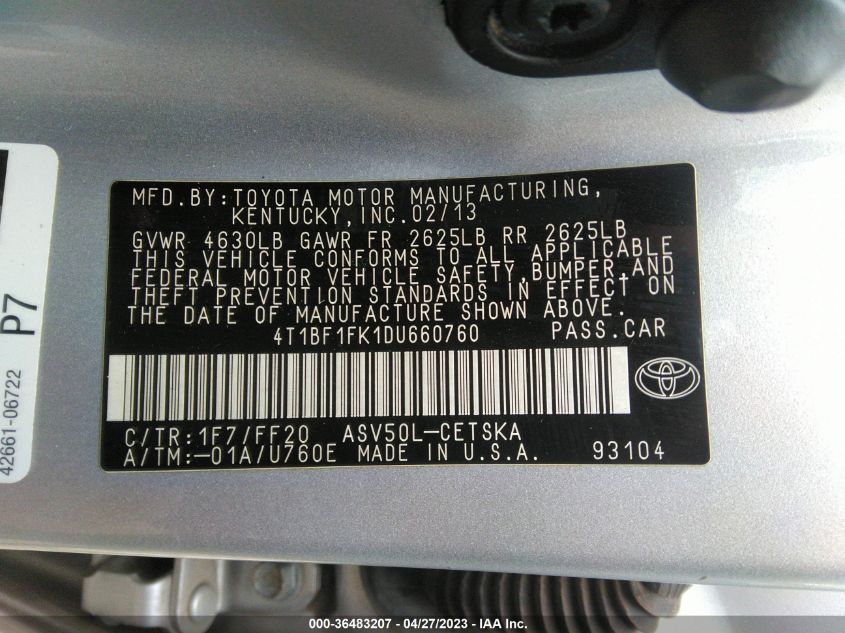 MFD.BY:TOYOTA MOTOR MANUFACTURING,
KENTUCKY,INC.02/13
GVWR 4630LB GAWR FR 2625LB RR 2625LB
THIS VEHICLE CONFORMS TO ALL APPLICABLE
FEDERAL MOTOR VEHICLE SAFETY,BUMPER,AND
THEFT PREVENTION STANDARDS IN EFFECT ON
THE DATE OF MANUFACTURE SHOWN ABOVE.
4T1BF1FK1DU660760 PASS.CAR
C/TR:1F7/FF20 ASV50L-CETSKA
A/TM:-01A/U760E MADE IN U.S.A. 93104
42661-06722
P7
000-36483207 - 04/27/2023 - IAA Inc.